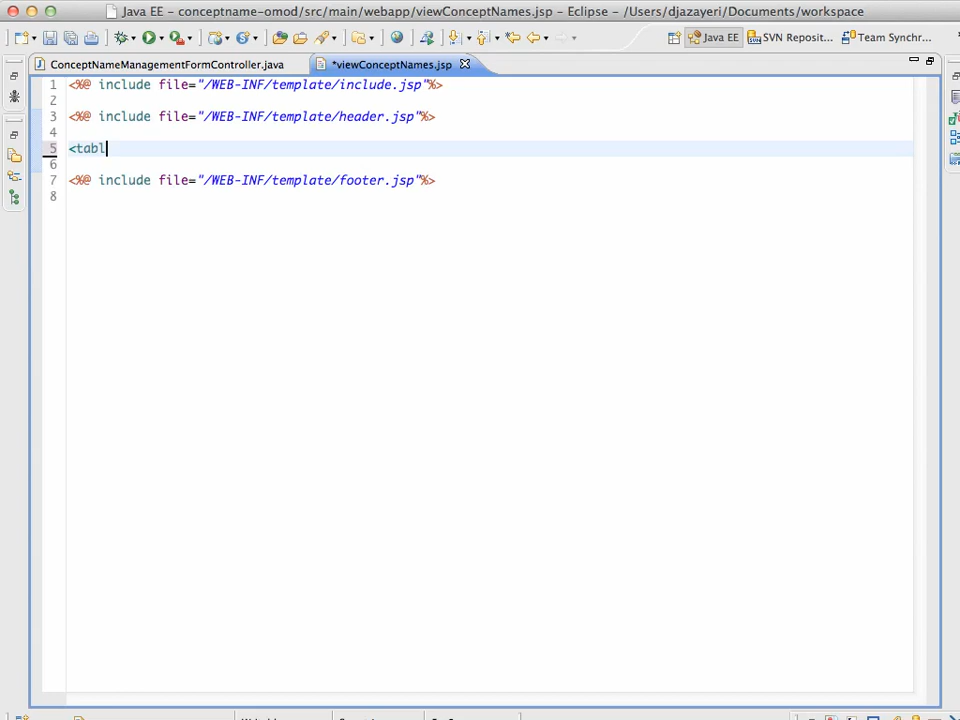 Java EE - conceptname-omod/src/main/webapp/viewConceptNames.jsp - Eclipse - /Users/djazayeri/Documents/workspace
Java EE
SVN Reposit...
Team Synchr...
ConceptNameManagementFormController.java
*viewConceptNames.jsp
1 <%@ include file="/WEB-INF/template/include.jsp"%>
2
3 <%@ include file="/WEB-INF/template/header.jsp"%>
4
5 <tabl
6
7 <%@ include file="/WEB-INF/template/footer.jsp"%>
8